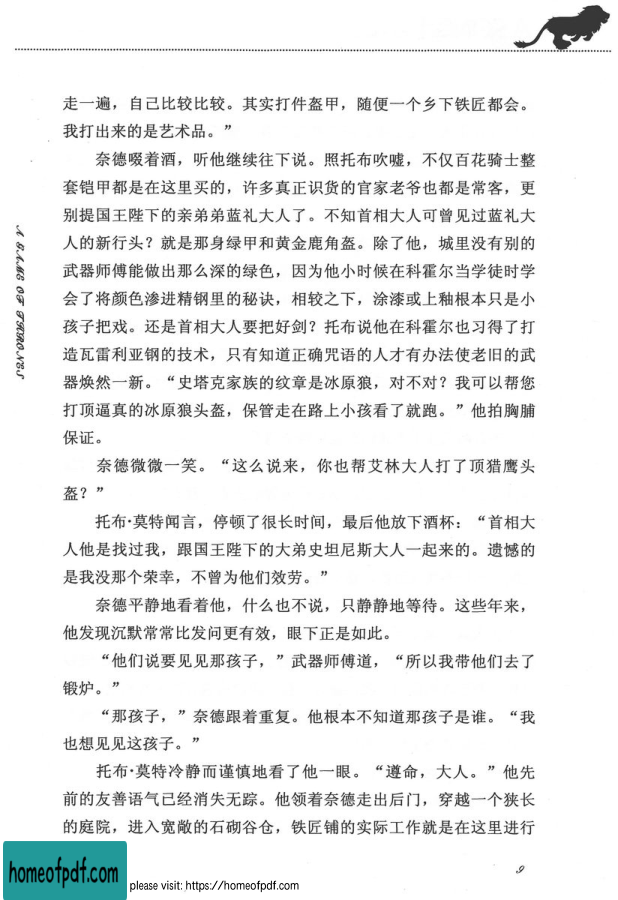 走一遍，自己比较比较。其实打件盔甲，随便一个乡下铁匠都会。
我打出来的是艺术品。”
奈德啜着酒，听他继续往下说。照托布吹嘘，不仅百花骑士整
套铠甲都是在这里买的，许多真正识货的官家老爷也都是常客，更
别提国王陛下的亲弟弟蓝礼大人了。不知首相大人可曾见过蓝礼大
人的新行头？就是那身绿甲和黄金鹿角盔。除了他，城里没有别的
武器师傅能做出那么深的绿色，因为他小时候在科霍尔当学徒时学
会了将颜色渗进精钢里的秘诀，相较之下，涂漆或上釉根本只是小
孩子把戏。还是首相大人要把好剑？托布说他在科霍尔也习得了打
造瓦雷利亚钢的技术，只有知道正确咒语的人才有办法使老旧的武
器焕然一新。“史塔克家族的纹章是冰原狼，对不对？我可以帮您
打顶逼真的冰原狼头盔，保管走在路上小孩看了就跑。”他拍胸脯
保证。
奈德微微一笑。“这么说来，你也帮艾林大人打了顶猎鹰头
盔？”
托布·莫特闻言，停顿了很长时间，最后他放下酒杯：“首相大
人他是找过我，跟国王陛下的大弟史坦尼斯大人一起来的。遗憾的
是我没那个荣幸，不曾为他们效劳。”
奈德平静地看着他，什么也不说，只静静地等待。这些年来，
他发现沉默常常比发问更有效，眼下正是如此。
“他们说要见见那孩子，”武器师傅道，“所以我带他们去了
锻炉。”
“那孩子，”奈德跟着重复。他根本不知道那孩子是谁。“我
也想见见这孩子。”
托布·莫特冷静而谨慎地看了他一眼。“遵命，大人。”他先
前的友善语气已经消失无踪。他领着奈德走出后门，穿越一个狭长
的庭院，进入宽敞的石砌谷仓，铁匠铺的实际工作就是在这里进行
A GAME OF THRONES
9
homeofpdf.com
please visit: https://homeofpdf.com